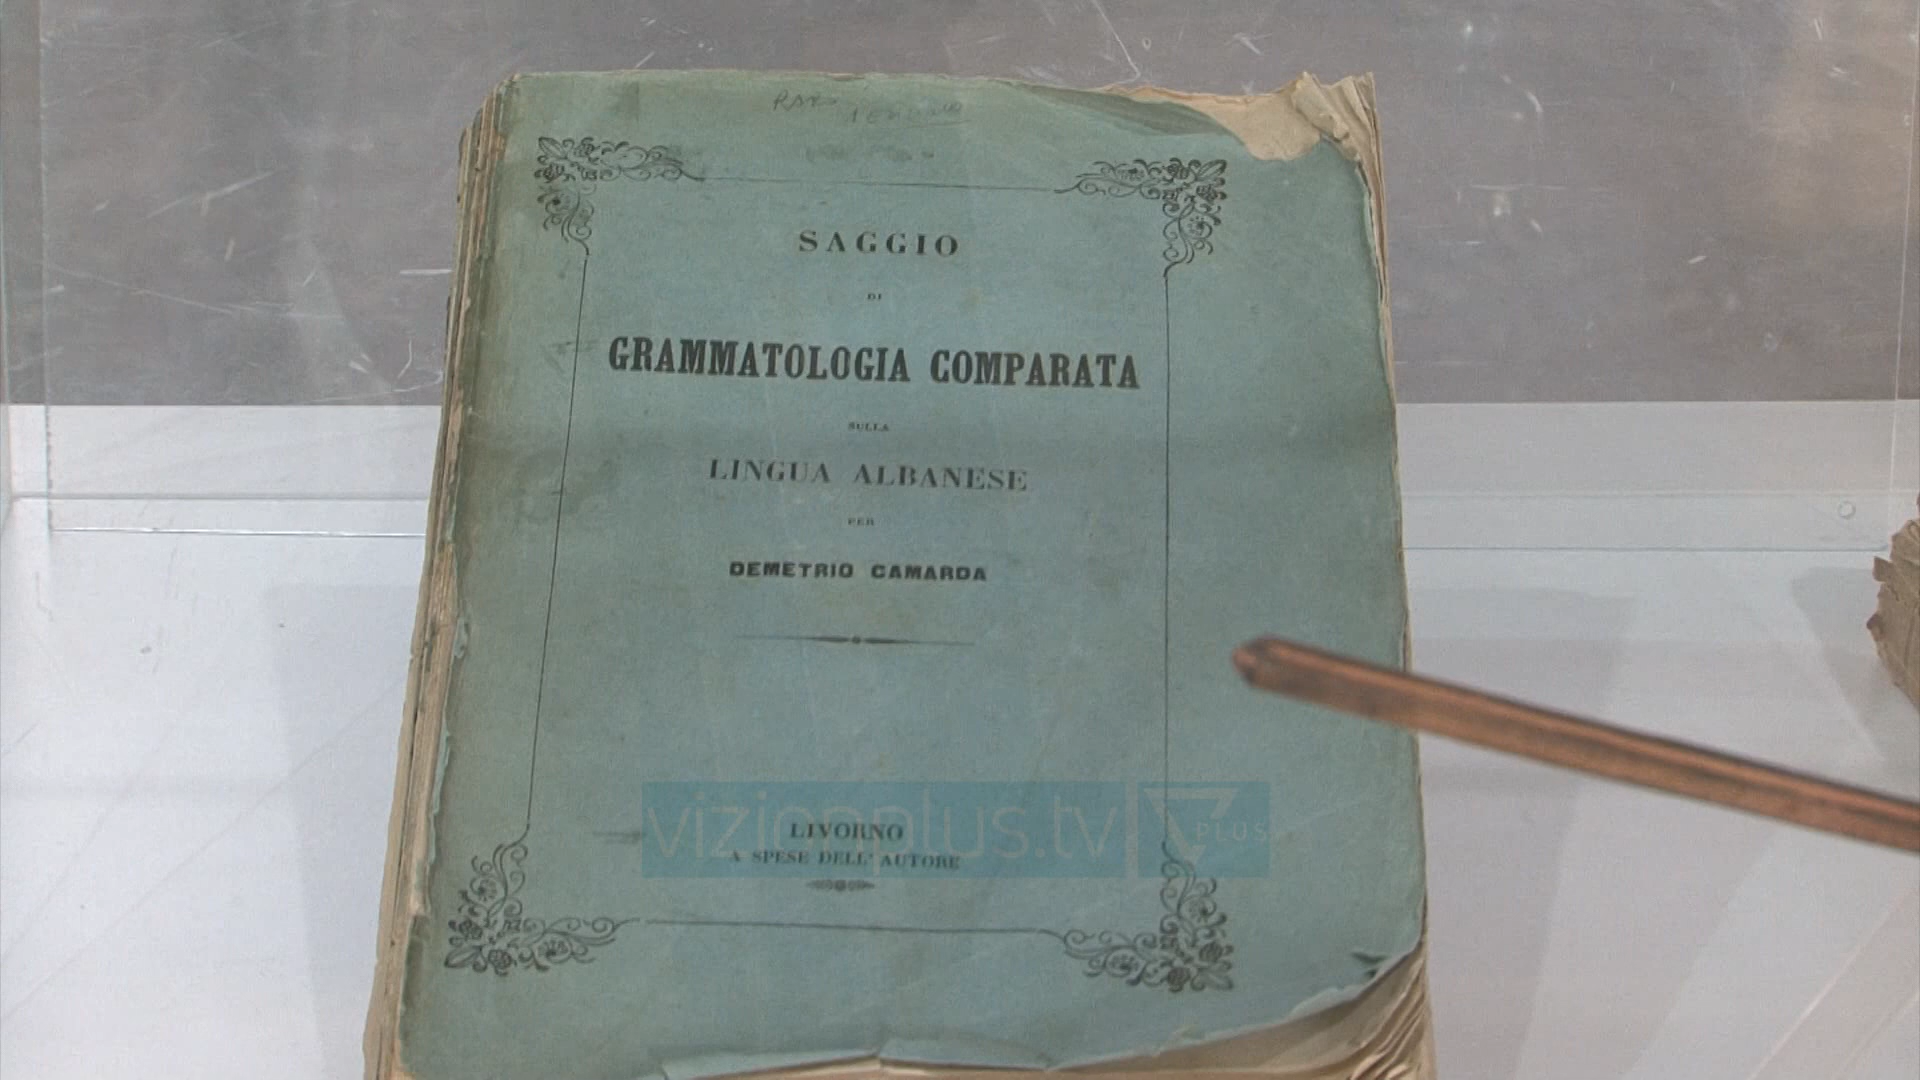 SAGGIO
DI
GRAMMATOLOGIA COMPARATA
SULLA
LINGUA ALBANESE
PER
DEMETRIO CAMARDA
vizionplus.tv PLUS
LIVORNO
A SPESE DELL' AUTORE